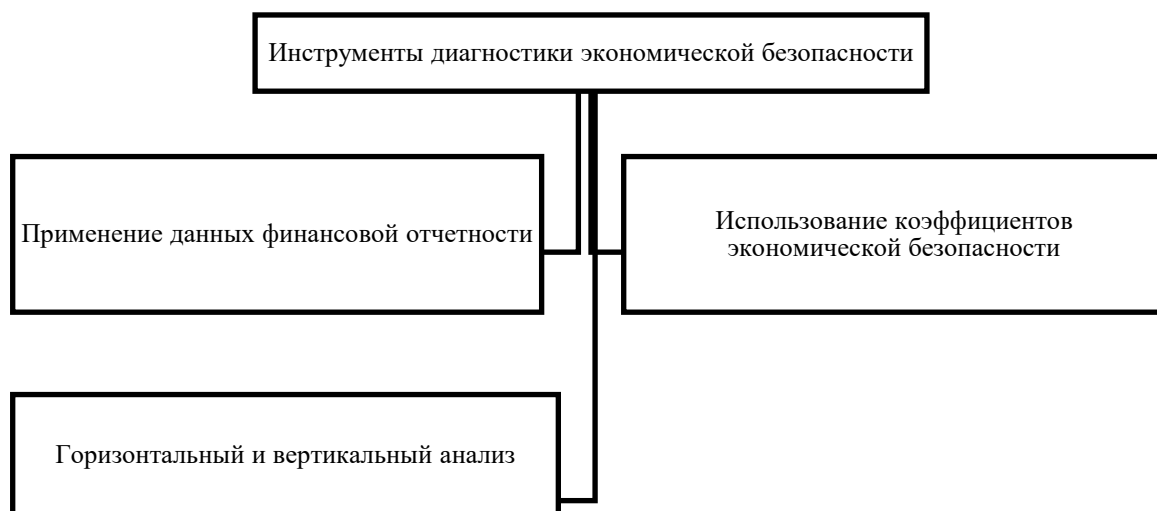 Инструменты диагностики экономической безопасности
Применение данных финансовой отчетности
Использование коэффициентов
экономической безопасности
Горизонтальный и вертикальный анализ